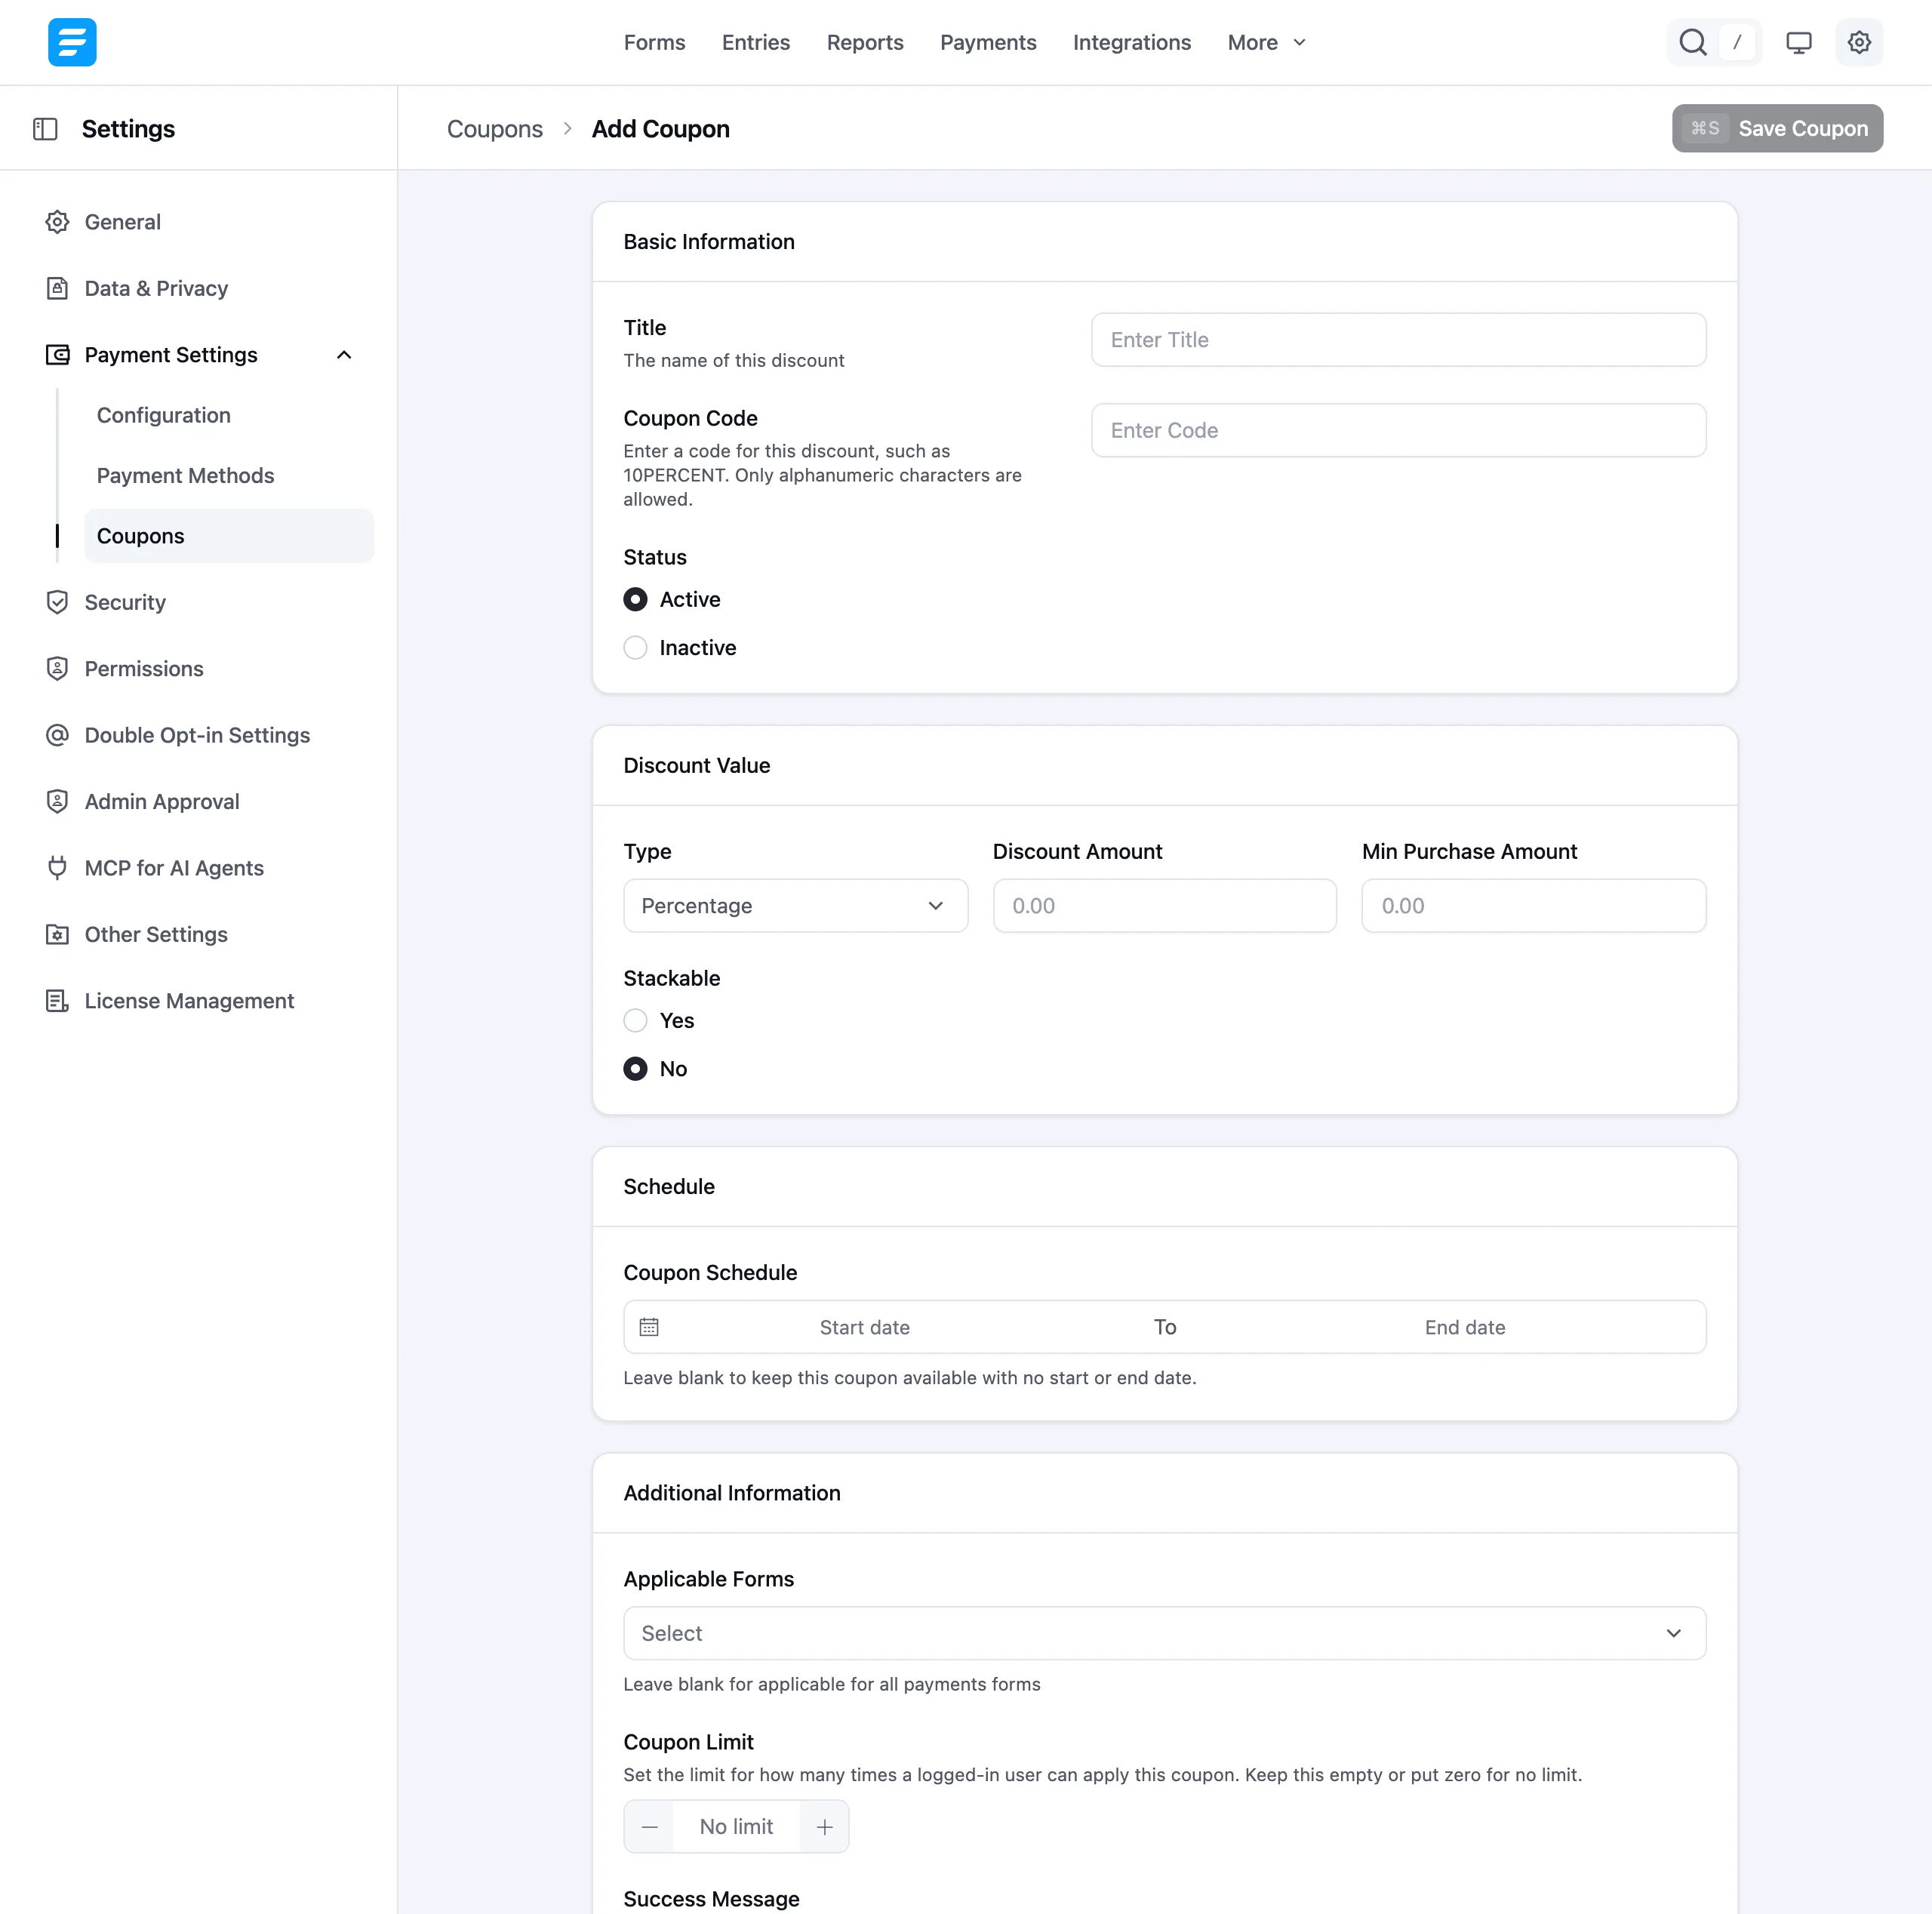 Forms Entries Reports Payments Integrations More /
Settings
Coupons > Add Coupon
⌘S Save Coupon
General
Data & Privacy
Payment Settings
Configuration
Payment Methods
Coupons
Security
Permissions
Double Opt-in Settings
Admin Approval
MCP for AI Agents
Other Settings
License Management
Basic Information
Title
The name of this discount
Enter Title
Coupon Code
Enter a code for this discount, such as
10PERCENT. Only alphanumeric characters are
allowed.
Enter Code
Status
Active
Inactive
Discount Value
Type Discount Amount Min Purchase Amount
Percentage 0.00 0.00
Stackable
Yes
No
Schedule
Coupon Schedule
Start date To End date
Leave blank to keep this coupon available with no start or end date.
Additional Information
Applicable Forms
Select
Leave blank for applicable for all payments forms
Coupon Limit
Set the limit for how many times a logged-in user can apply this coupon. Keep this empty or put zero for no limit.
No limit
Success Message